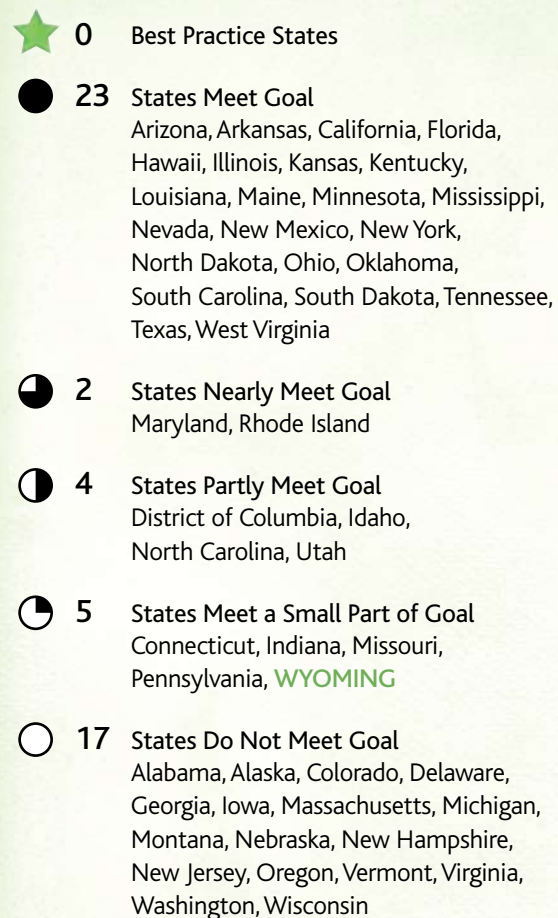 0 Best Practice States
23 States Meet Goal
Arizona, Arkansas, California, Florida,
Hawaii, Illinois, Kansas, Kentucky,
Louisiana, Maine, Minnesota, Mississippi,
Nevada, New Mexico, New York,
North Dakota, Ohio, Oklahoma,
South Carolina, South Dakota, Tennessee,
Texas, West Virginia
2 States Nearly Meet Goal
Maryland, Rhode Island
4 States Partly Meet Goal
District of Columbia, Idaho,
North Carolina, Utah
5 States Meet a Small Part of Goal
Connecticut, Indiana, Missouri,
Pennsylvania, WYOMING
17 States Do Not Meet Goal
Alabama, Alaska, Colorado, Delaware,
Georgia, Iowa, Massachusetts, Michigan,
Montana, Nebraska, New Hampshire,
New Jersey, Oregon, Vermont, Virginia,
Washington, Wisconsin